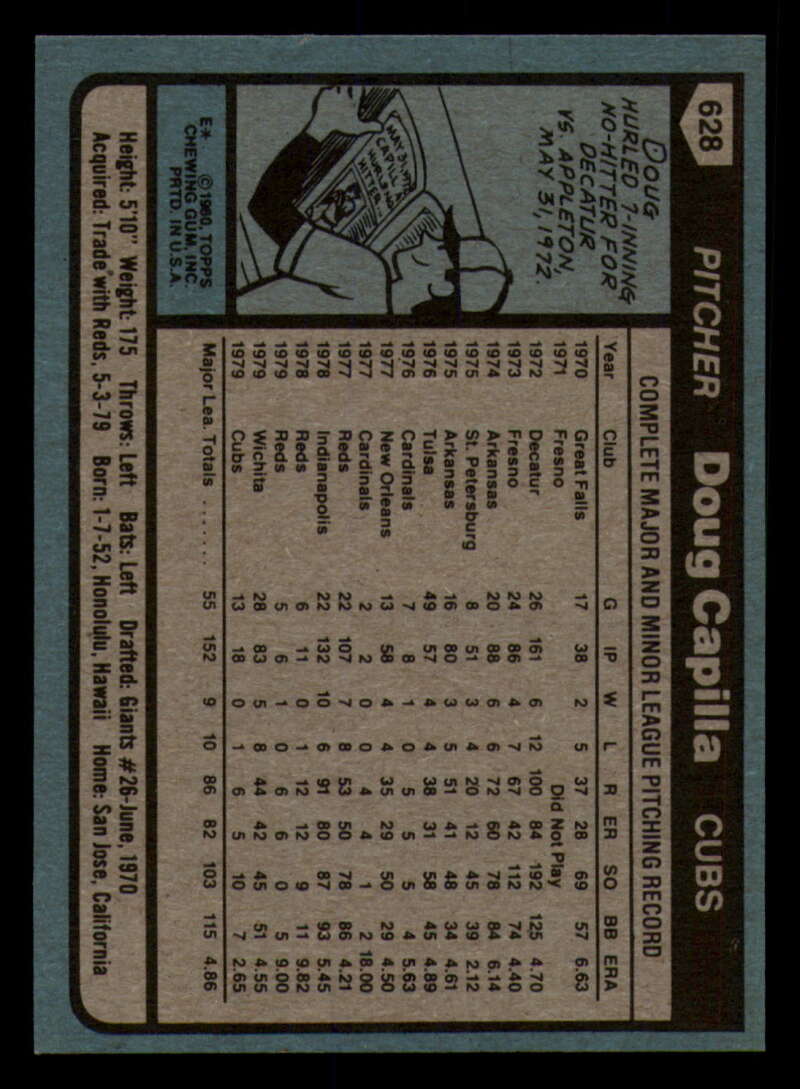 628 PITCHER Doug Capilla CUBS
DOUG
HURLED 7-INNING
NO-HITTER FOR
DECATUR
VS. APPLETON,
MAY 31, 1972.
MAY 31, 1972
CAPILLA
HURLS NO-
HITTER..
E* © 1980, TOPPS
CHEWING GUM, INC.
PRTD. IN U.S.A.
COMPLETE MAJOR AND MINOR LEAGUE PITCHING RECORD
Year Club G IP W L R ER SO BB ERA
1970 Great Falls 17 38 2 5 37 28 69 57 6.63
1971 Fresno Did Not Play
1972 Decatur 26 161 6 12 100 84 192 125 4.70
1973 Fresno 24 86 4 7 67 42 112 74 4.40
1974 Arkansas 20 88 6 6 72 60 78 84 6.14
1975 St. Petersburg 8 51 3 4 20 12 45 39 2.12
1975 Arkansas 16 80 3 5 51 41 48 34 4.61
1976 Tulsa 49 57 4 4 38 31 58 45 4.89
1976 Cardinals 7 8 1 0 5 5 5 4 5.63
1977 New Orleans 13 58 4 4 35 29 50 29 4.50
1977 Cardinals 2 2 0 0 4 4 1 2 18.00
1977 Reds 22 107 7 8 53 50 78 86 4.21
1978 Indianapolis 22 132 10 6 91 80 87 93 5.45
1978 Reds 6 11 0 1 12 12 9 11 9.82
1979 Reds 5 6 1 0 6 6 0 5 9.00
1979 Wichita 28 83 5 8 44 42 45 51 4.55
1979 Cubs 13 18 0 1 6 5 10 7 2.65
Major Lea. Totals ....... 55 152 9 10 86 82 103 115 4.86
Height: 5'10" Weight: 175 Throws: Left Bats: Left Drafted: Giants #26-June, 1970
Acquired: Trade with Reds, 5-3-79 Born: 1-7-52, Honolulu, Hawaii Home: San Jose, California